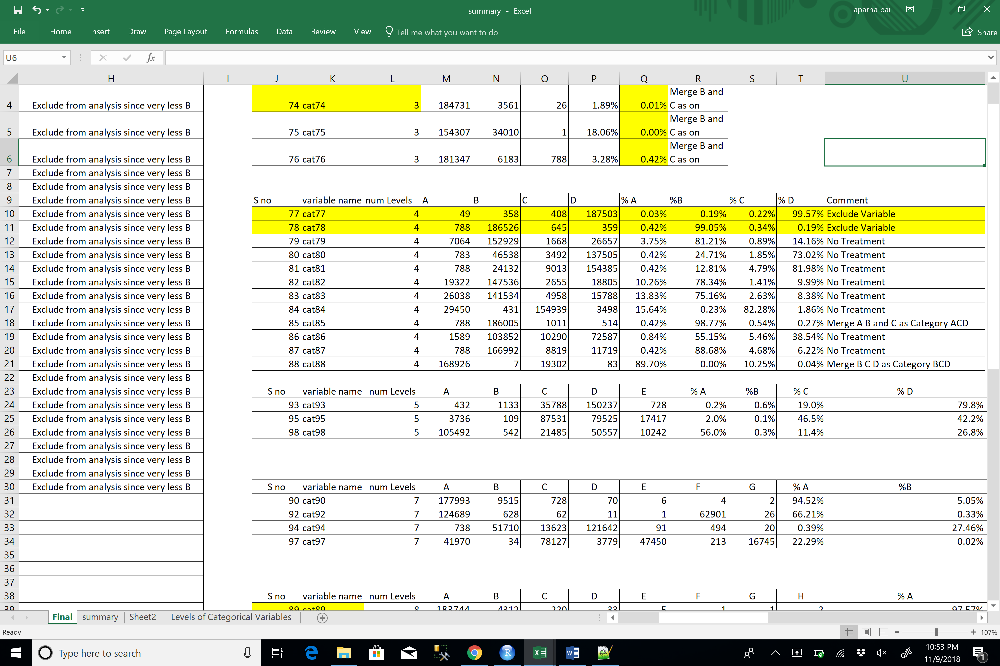 summary - Excel
aparna pai
File Home Insert Draw Page Layout Formulas Data Review View Tell me what you want to do Share
U6 fx
H I J K L M N O P Q R S T U
Merge B and
4 Exclude from analysis since very less B 74 cat74 3 184731 3561 26 1.89% 0.01% C as on
Merge B and
5 Exclude from analysis since very less B 75 cat75 3 154307 34010 1 18.06% 0.00% C as on
Merge B and
6 Exclude from analysis since very less B 76 cat76 3 181347 6183 788 3.28% 0.42% C as on
7 Exclude from analysis since very less B
8 Exclude from analysis since very less B
9 Exclude from analysis since very less B S no variable name num Levels A B C D % A %B % C % D Comment
10 Exclude from analysis since very less B 77 cat77 4 49 358 408 187503 0.03% 0.19% 0.22% 99.57% Exclude Variable
11 Exclude from analysis since very less B 78 cat78 4 788 186526 645 359 0.42% 99.05% 0.34% 0.19% Exclude Variable
12 Exclude from analysis since very less B 79 cat79 4 7064 152929 1668 26657 3.75% 81.21% 0.89% 14.16% No Treatment
13 Exclude from analysis since very less B 80 cat80 4 783 46538 3492 137505 0.42% 24.71% 1.85% 73.02% No Treatment
14 Exclude from analysis since very less B 81 cat81 4 788 24132 9013 154385 0.42% 12.81% 4.79% 81.98% No Treatment
15 Exclude from analysis since very less B 82 cat82 4 19322 147536 2655 18805 10.26% 78.34% 1.41% 9.99% No Treatment
16 Exclude from analysis since very less B 83 cat83 4 26038 141534 4958 15788 13.83% 75.16% 2.63% 8.38% No Treatment
17 Exclude from analysis since very less B 84 cat84 4 29450 431 154939 3498 15.64% 0.23% 82.28% 1.86% No Treatment
18 Exclude from analysis since very less B 85 cat85 4 788 186005 1011 514 0.42% 98.77% 0.54% 0.27% Merge A B and C as Category ACD
19 Exclude from analysis since very less B 86 cat86 4 1589 103852 10290 72587 0.84% 55.15% 5.46% 38.54% No Treatment
20 Exclude from analysis since very less B 87 cat87 4 788 166992 8819 11719 0.42% 88.68% 4.68% 6.22% No Treatment
21 Exclude from analysis since very less B 88 cat88 4 168926 7 19302 83 89.70% 0.00% 10.25% 0.04% Merge B C D as Category BCD
22 Exclude from analysis since very less B
23 Exclude from analysis since very less B S no variable name num Levels A B C D E % A %B % C % D
24 Exclude from analysis since very less B 93 cat93 5 432 1133 35788 150237 728 0.2% 0.6% 19.0% 79.8%
25 Exclude from analysis since very less B 95 cat95 5 3736 109 87531 79525 17417 2.0% 0.1% 46.5% 42.2%
26 Exclude from analysis since very less B 98 cat98 5 105492 542 21485 50557 10242 56.0% 0.3% 11.4% 26.8%
27 Exclude from analysis since very less B
28 Exclude from analysis since very less B
29 Exclude from analysis since very less B
30 Exclude from analysis since very less B S no variable name num Levels A B C D E F G % A %B
31 90 cat90 7 177993 9515 728 70 6 4 2 94.52% 5.05%
32 92 cat92 7 124689 628 62 11 1 62901 26 66.21% 0.33%
33 94 cat94 7 738 51710 13623 121642 91 494 20 0.39% 27.46%
34 97 cat97 7 41970 34 78127 3779 47450 213 16745 22.29% 0.02%
35
36
37
38 S no variable name num Levels A B C D E F G H % A
39 89 cat89 8 183744 4312 220 33 5 1 1 2 97.57%
Final summary Sheet2 Levels of Categorical Variables
Ready 107%
Type here to search
10:53 PM
11/9/2018
1